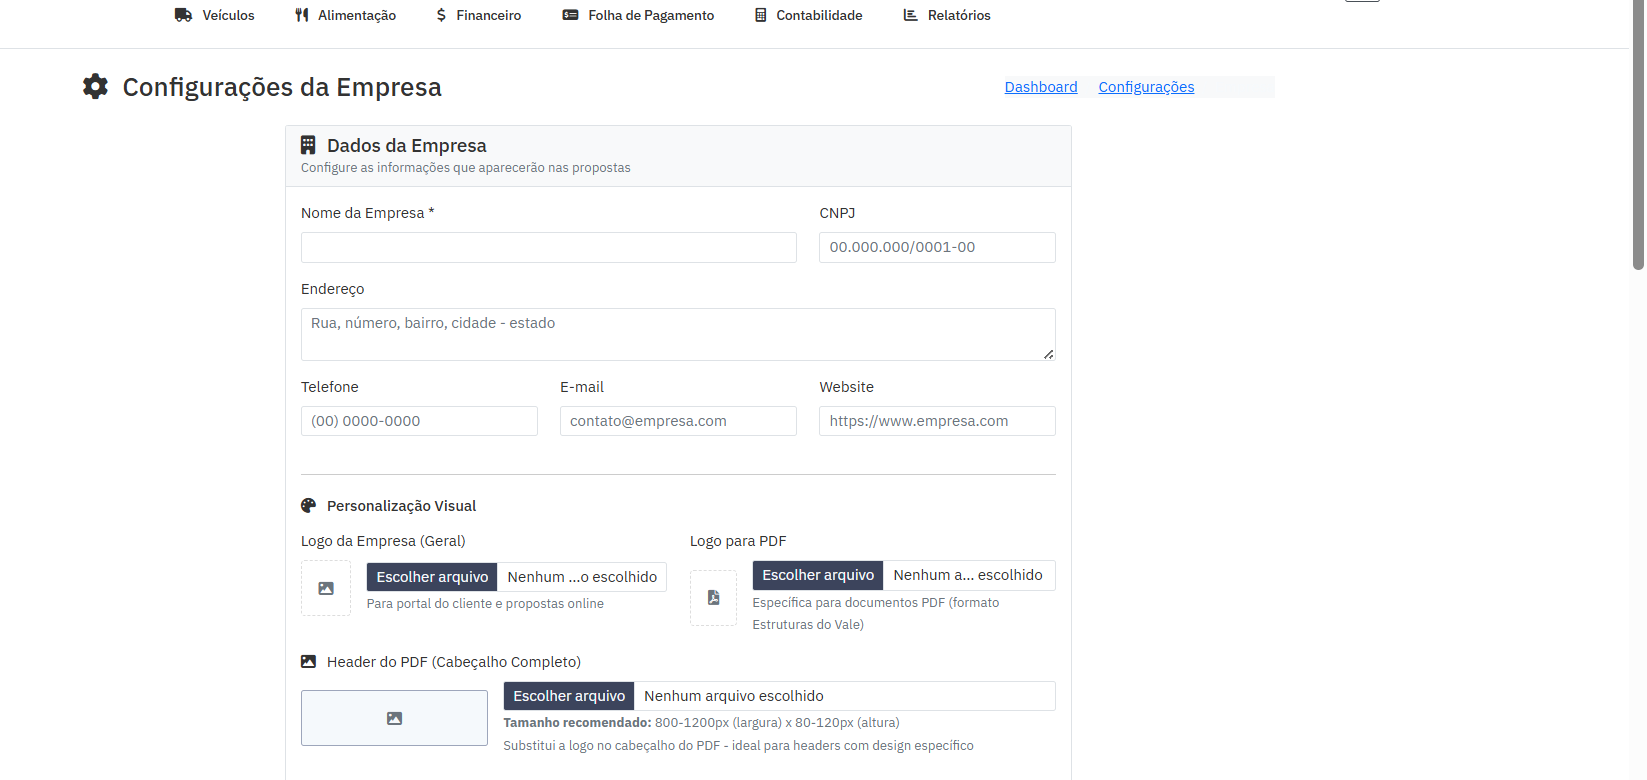 Veículos Alimentação Financeiro Folha de Pagamento Contabilidade Relatórios
Configurações da Empresa
Dashboard Configurações
Dados da Empresa
Configure as informações que aparecerão nas propostas
Nome da Empresa * CNPJ
00.000.000/0001-00
Endereço
Rua, número, bairro, cidade - estado
Telefone E-mail Website
(00) 0000-0000 contato@empresa.com https://www.empresa.com
Personalização Visual
Logo da Empresa (Geral) Logo para PDF
Escolher arquivo Nenhum ...o escolhido Escolher arquivo Nenhum a... escolhido
Para portal do cliente e propostas online Específica para documentos PDF (formato
Estruturas do Vale)
Header do PDF (Cabeçalho Completo)
Escolher arquivo Nenhum arquivo escolhido
Tamanho recomendado: 800-1200px (largura) x 80-120px (altura)
Substitui a logo no cabeçalho do PDF - ideal para headers com design específico